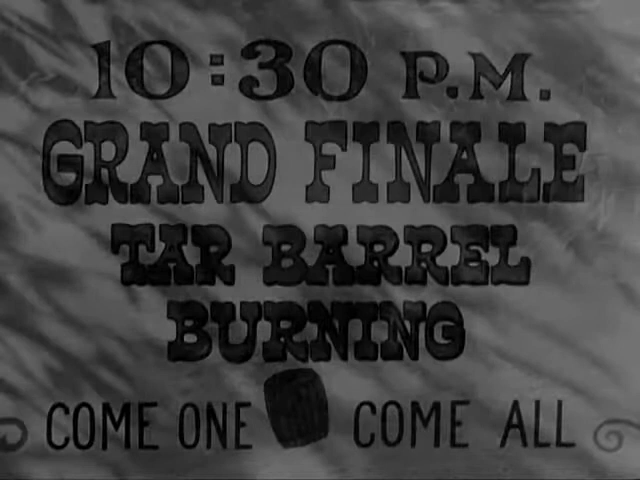 10:30 P.M.
GRAND FINALE
TAR BARREL
BURNING
COME ONE COME ALL